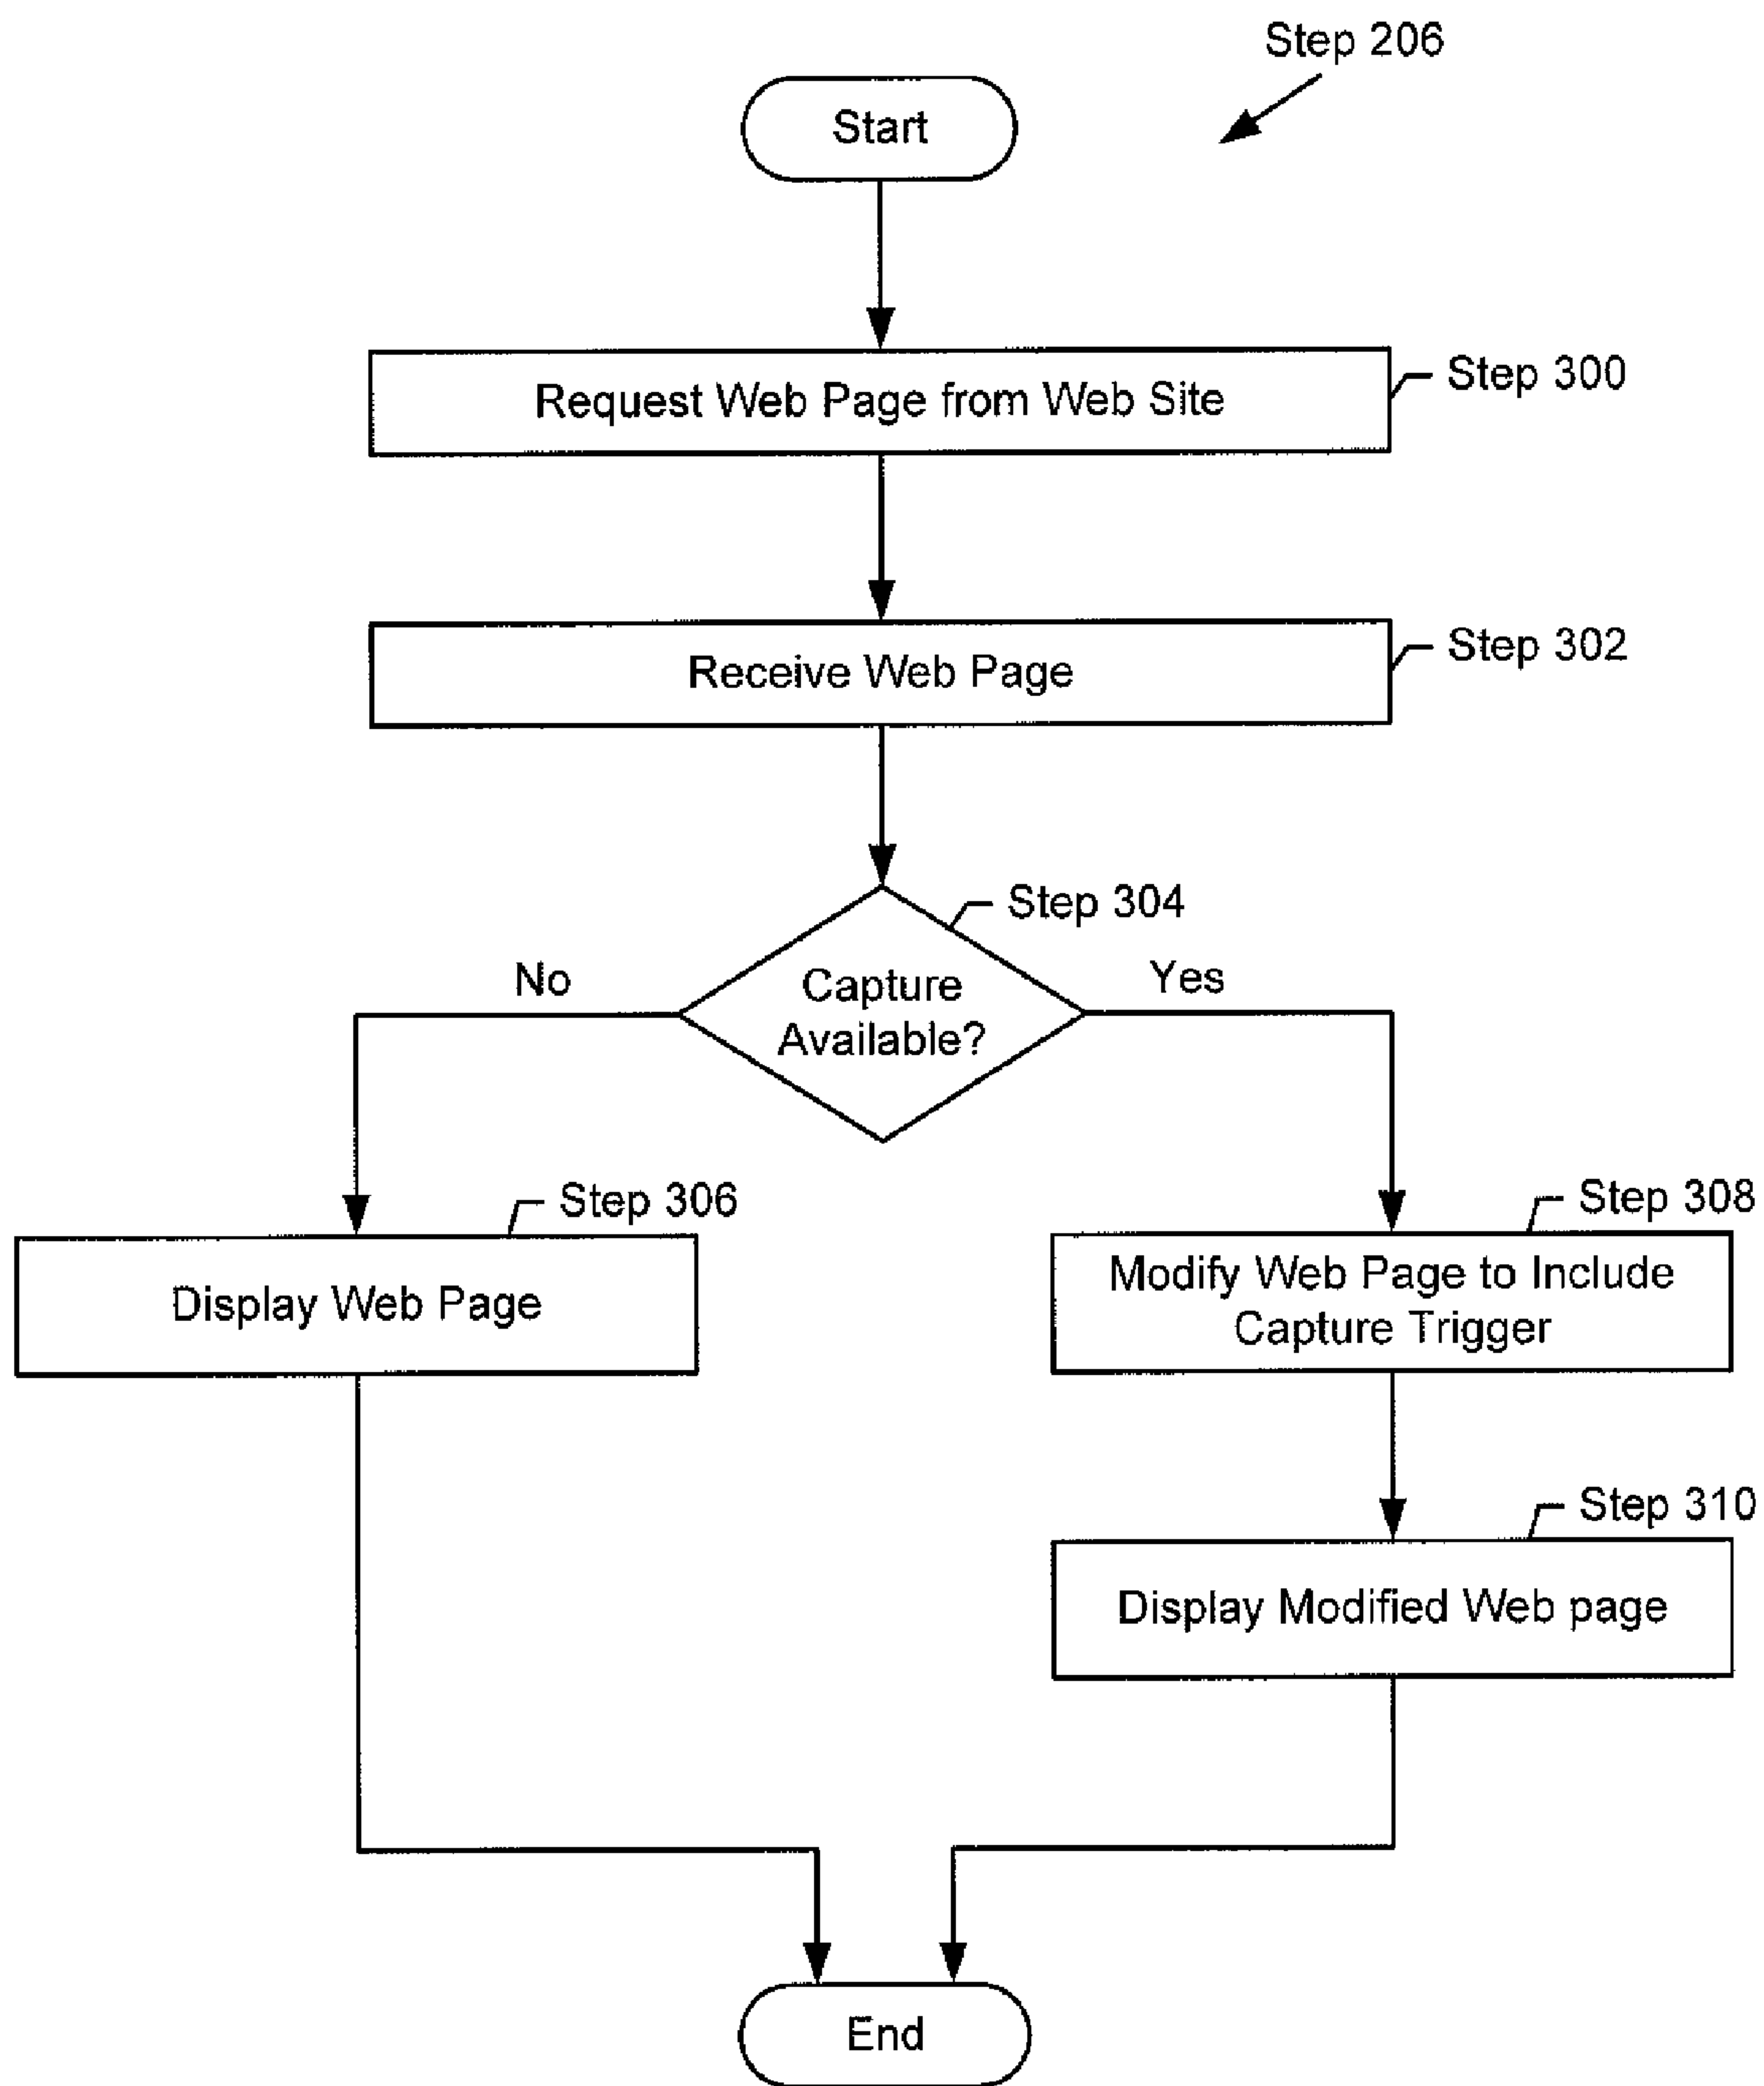 Step 206
Start
Request Web Page from Web Site
Step 300
Receive Web Page
Step 302
Step 304
Capture
Available?
No
Yes
Step 306
Display Web Page
Step 308
Modify Web Page to Include
Capture Trigger
Step 310
Display Modified Web page
End